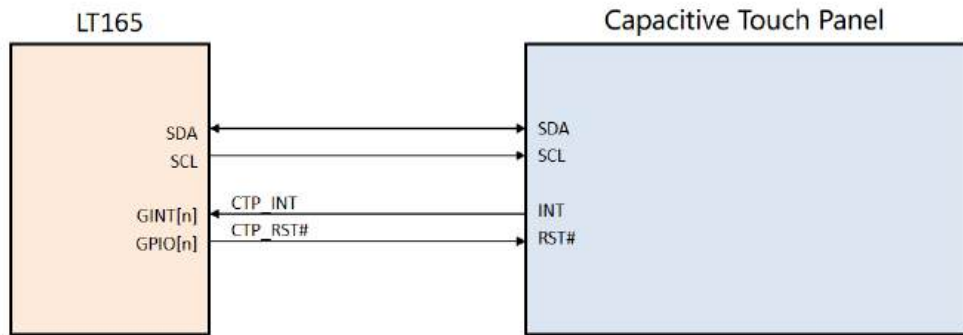 LT165
Capacitive Touch Panel
SDA
SDA
SCL
SCL
GINT[n]
CTP_INT
INT
GPIO[n]
CTP_RST#
RST#